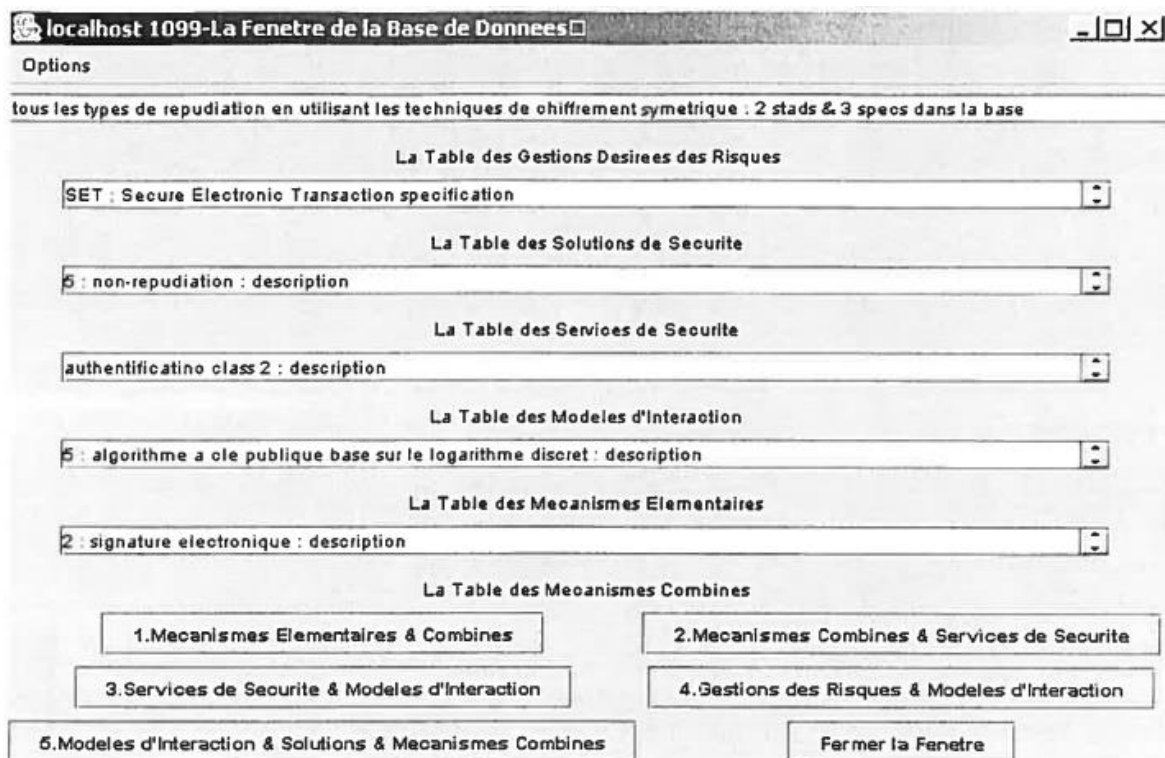 localhost 1099-La Fenetre de la Base de Donnees
Options
tous les types de repudiation en utilisant les techniques de chiffrement symetrique : 2 stads & 3 specs dans la base
La Table des Gestions Desirees des Risques
SET : Secure Electronic Transaction specification
La Table des Solutions de Securite
5 : non-repudiation : description
La Table des Services de Securite
authentificatino class 2 : description
La Table des Modeles d'Interaction
5 : algorithme a cle publique base sur le logarithme discret : description
La Table des Mecanismes Elementaires
2 : signature electronique : description
La Table des Mecanismes Combines
1.Mecanismes Elementaires & Combines
2.Mecanismes Combines & Services de Securite
3.Services de Securite & Modeles d'Interaction
4.Gestions des Risques & Modeles d'Interaction
5.Modeles d'Interaction & Solutions & Mecanismes Combines
Fermer la Fenetre